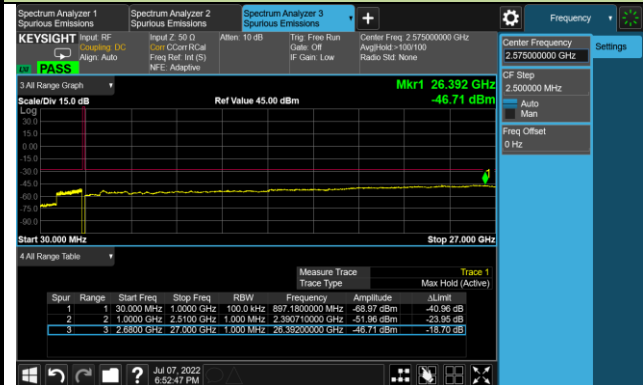 Spectrum Analyzer 1
Spurious Emissions
Spectrum Analyzer 2
Spurious Emissions
Spectrum Analyzer 3
Spurious Emissions
Frequency
KEYSIGHT
Input: RF
Coupling: DC
Align: Auto
Input Z: 50 Ω
Corr CCorr RCal
Freq Ref: Int (S)
NFE: Adaptive
Atten: 10 dB
Trig: Free Run
Gate: Off
IF Gain: Low
Center Freq: 2.575000000 GHz
Avg|Hold:>100/100
Radio Std: None
PASS
Center Frequency
2.575000000 GHz
Settings
CF Step
2.500000 MHz
Auto
Man
Freq Offset
0 Hz
3 All Range Graph
Mkr1 26.392 GHz
Scale/Div 15.0 dB
Ref Value 45.00 dBm
-46.71 dBm
Log
30.0
15.0
0.00
-15.0
-30.0
-45.0
-60.0
-75.0
-90.0
1
Start 30.000 MHz
Stop 27.000 GHz
4 All Range Table
Measure Trace Trace 1
Trace Type Max Hold (Active)
Spur Range Start Freq Stop Freq RBW Frequency Amplitude ΔLimit
1 1 30.000 MHz 1.0000 GHz 100.0 kHz 897.1800000 MHz -68.97 dBm -40.96 dB
2 2 1.0000 GHz 2.5100 GHz 1.000 MHz 2.390710000 GHz -51.96 dBm -23.95 dB
3 3 2.6800 GHz 27.000 GHz 1.000 MHz 26.39200000 GHz -46.71 dBm -18.70 dB
?
Jul 07, 2022
6:52:47 PM